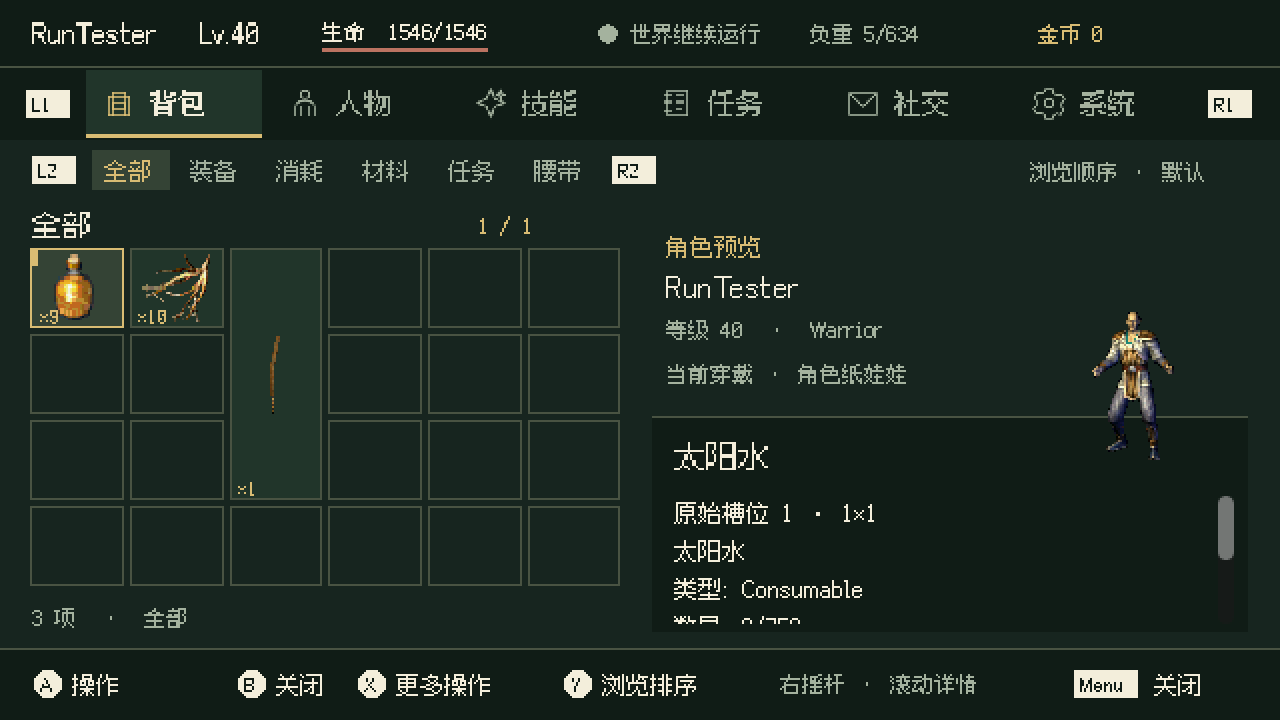 RunTester Lv.40 生命 1546/1546 世界继续运行 负重 5/634 金币 0
L1 背包 人物 技能 任务 社交 系统 R1
L2 全部 装备 消耗 材料 任务 腰带 R2 浏览顺序 · 默认
全部 1 / 1
×9 ×10
×1
3 项 · 全部
角色预览
RunTester
等级 40 · Warrior
当前穿戴 · 角色纸娃娃
太阳水
原始槽位 1 · 1×1
太阳水
类型: Consumable
A 操作 B 关闭 X 更多操作 Y 浏览排序 右摇杆 · 滚动详情 Menu 关闭